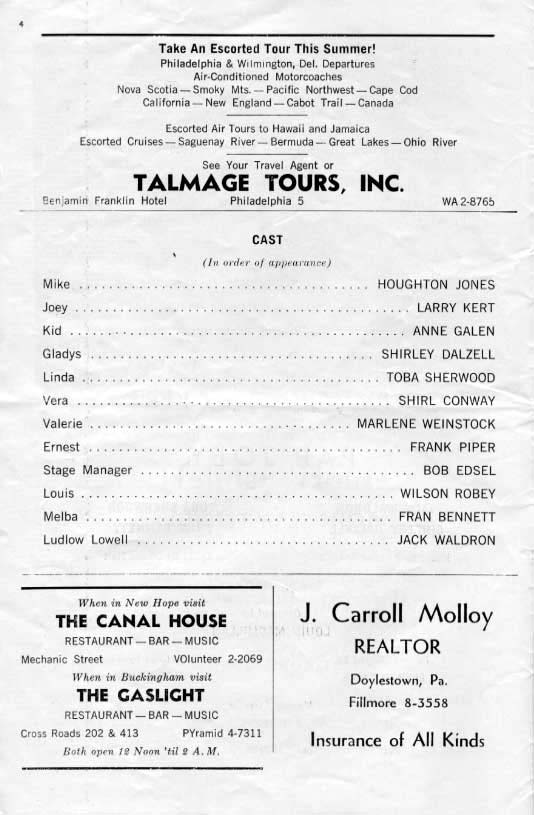 4
Take An Escorted Tour This Summer!
Philadelphia & Wilmington, Del. Departures
Air-Conditioned Motorcoaches
Nova Scotia — Smoky Mts. — Pacific Northwest — Cape Cod
California — New England — Cabot Trail — Canada
Escorted Air Tours to Hawaii and Jamaica
Escorted Cruises — Saguenay River — Bermuda — Great Lakes — Ohio River
See Your Travel Agent or
TALMAGE TOURS, INC.
Benjamin Franklin Hotel Philadelphia 5 WA 2-8765
CAST
(In order of appearance)
Mike ........ HOUGHTON JONES
Joey ........ LARRY KERT
Kid ........ ANNE GALEN
Gladys ........ SHIRLEY DALZELL
Linda ........ TOBA SHERWOOD
Vera ........ SHIRL CONWAY
Valerie ........ MARLENE WEINSTOCK
Ernest ........ FRANK PIPER
Stage Manager ........ BOB EDSEL
Louis ........ WILSON ROBEY
Melba ........ FRAN BENNETT
Ludlow Lowell ........ JACK WALDRON
When in New Hope visit
THE CANAL HOUSE
RESTAURANT — BAR — MUSIC
Mechanic Street VOlunteer 2-2069
When in Buckingham visit
THE GASLIGHT
RESTAURANT — BAR — MUSIC
Cross Roads 202 & 413 PYramid 4-7311
Both open 12 Noon 'til 2 A.M.
J. Carroll Molloy
REALTOR
Doylestown, Pa.
Fillmore 8-3558
Insurance of All Kinds